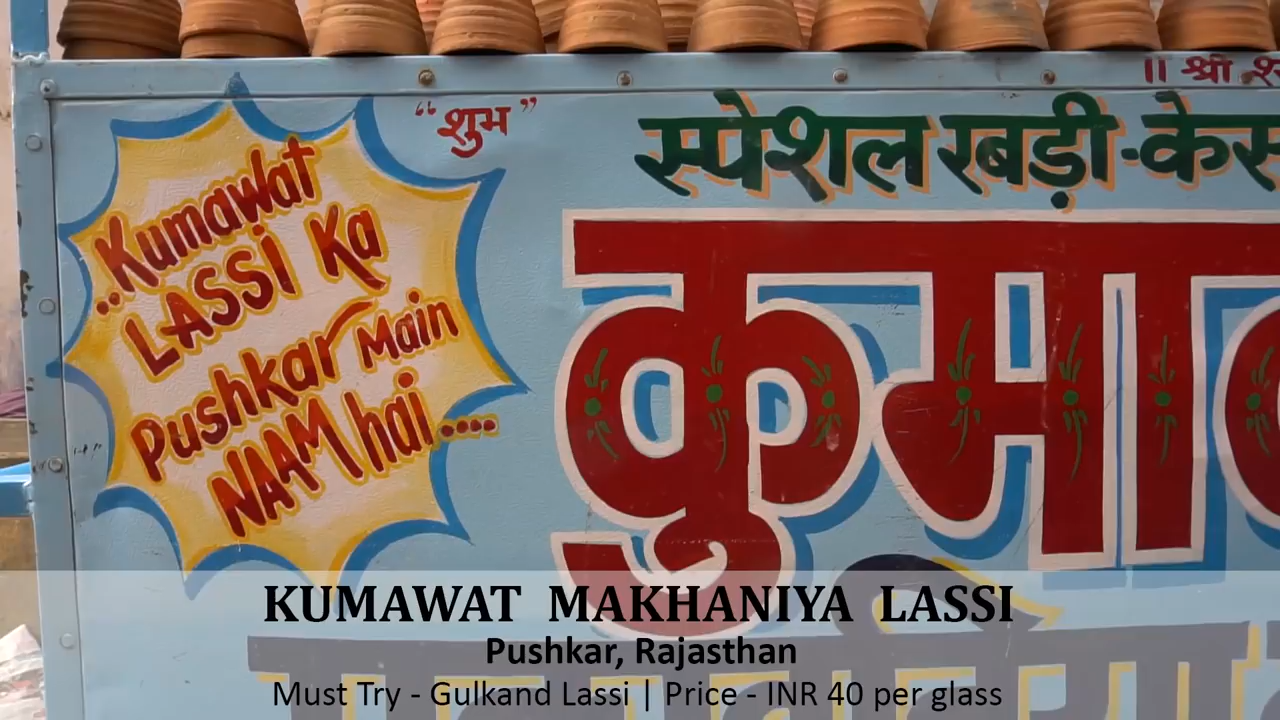 ॥ श्री
"शुभ"
स्पेशल रबड़ी-केस
...Kumawat
LASSi Ka
Pushkar Main
NAAM hai....
कुमा
KUMAWAT MAKHANIYA LASSI
Pushkar, Rajasthan
Must Try - Gulkand Lassi | Price - INR 40 per glass